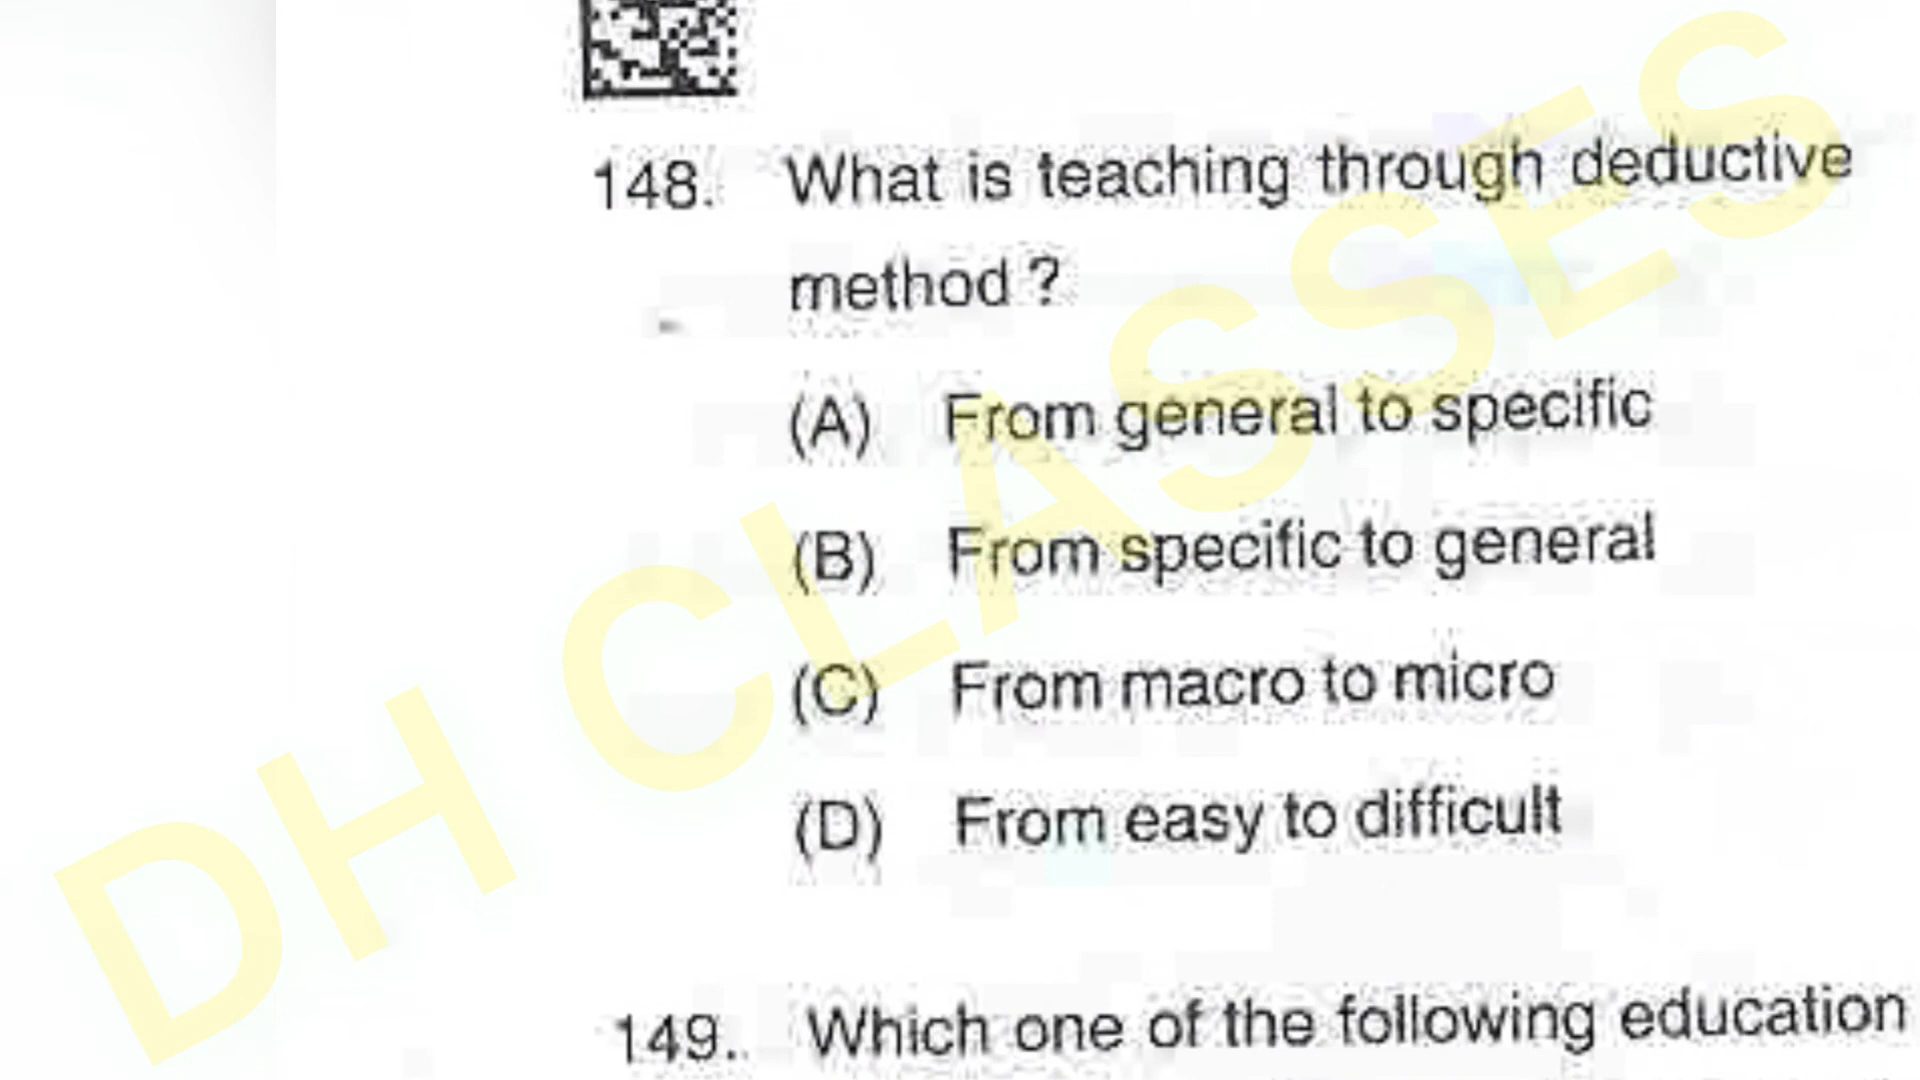 148. What is teaching through deductive
method ?
(A) From general to specific
(B) From specific to general
(C) From macro to micro
(D) From easy to difficult
149.. Which one of the following education
DH CLASSES